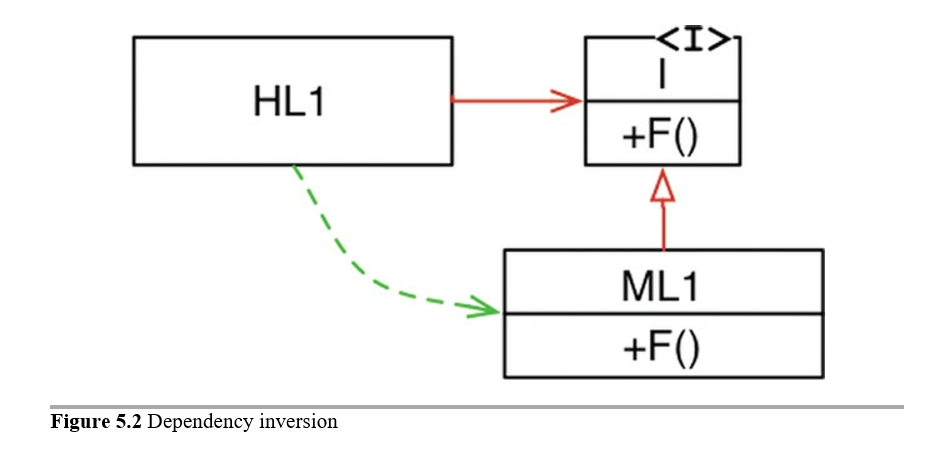 HL1
<I>
I
+F()
ML1
+F()
Figure 5.2 Dependency inversion